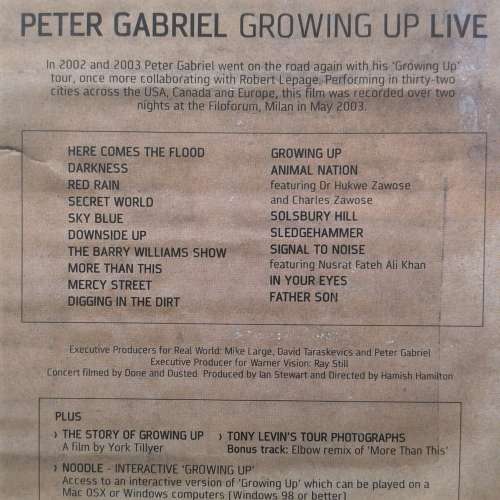 PETER GABRIEL GROWING UP LIVE
In 2002 and 2003 Peter Gabriel went on the road again with his 'Growing Up'
tour, once more collaborating with Robert Lepage. Performing in thirty-two
cities across the USA, Canada and Europe, this film was recorded over two
nights at the Filoforum, Milan in May 2003.
HERE COMES THE FLOOD
DARKNESS
RED RAIN
SECRET WORLD
SKY BLUE
DOWNSIDE UP
THE BARRY WILLIAMS SHOW
MORE THAN THIS
MERCY STREET
DIGGING IN THE DIRT
GROWING UP
ANIMAL NATION
featuring Dr Hukwe Zawose
and Charles Zawose
SOLSBURY HILL
SLEDGEHAMMER
SIGNAL TO NOISE
featuring Nusrat Fateh Ali Khan
IN YOUR EYES
FATHER SON
Executive Producers for Real World: Mike Large, David Taraskevics and Peter Gabriel
Executive Producer for Warner Vision: Ray Still
Concert filmed by Done and Dusted. Produced by Ian Stewart and Directed by Hamish Hamilton
PLUS
› THE STORY OF GROWING UP
A film by York Tillyer
› TONY LEVIN'S TOUR PHOTOGRAPHS
Bonus track: Elbow remix of 'More Than This'
› NOODLE - INTERACTIVE 'GROWING UP'
Access to an interactive version of 'Growing Up' which can be played on a
Mac OSX or Windows computers (Windows 98 or better)